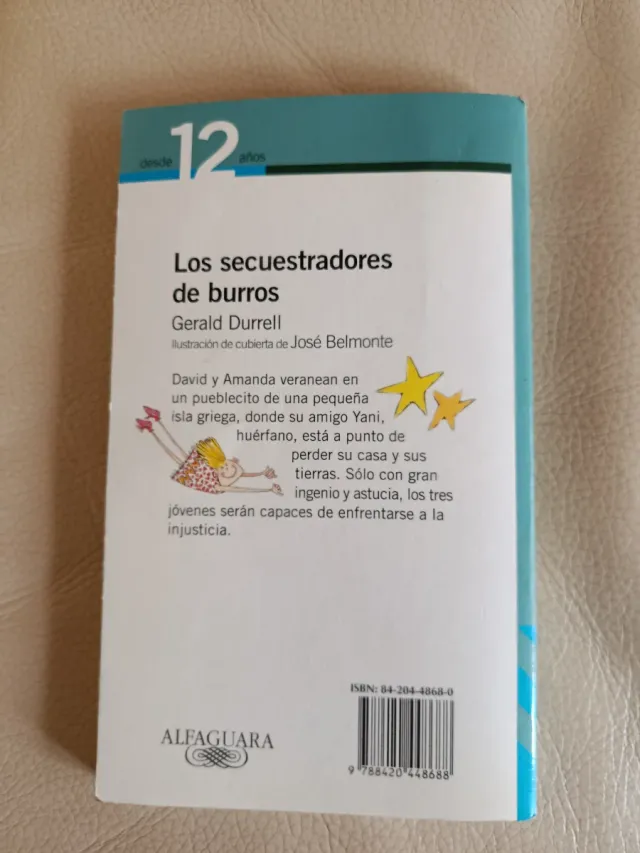 desde 12 años
Los secuestradores
de burros
Gerald Durrell
Ilustración de cubierta de José Belmonte
David y Amanda veranean en
un pueblecito de una pequeña
isla griega, donde su amigo Yani,
huérfano, está a punto de
perder su casa y sus
tierras. Sólo con gran
ingenio y astucia, los tres
jóvenes serán capaces de enfrentarse a la
injusticia.
ISBN: 84-204-4868-0
ALFAGUARA
9 788420 448688